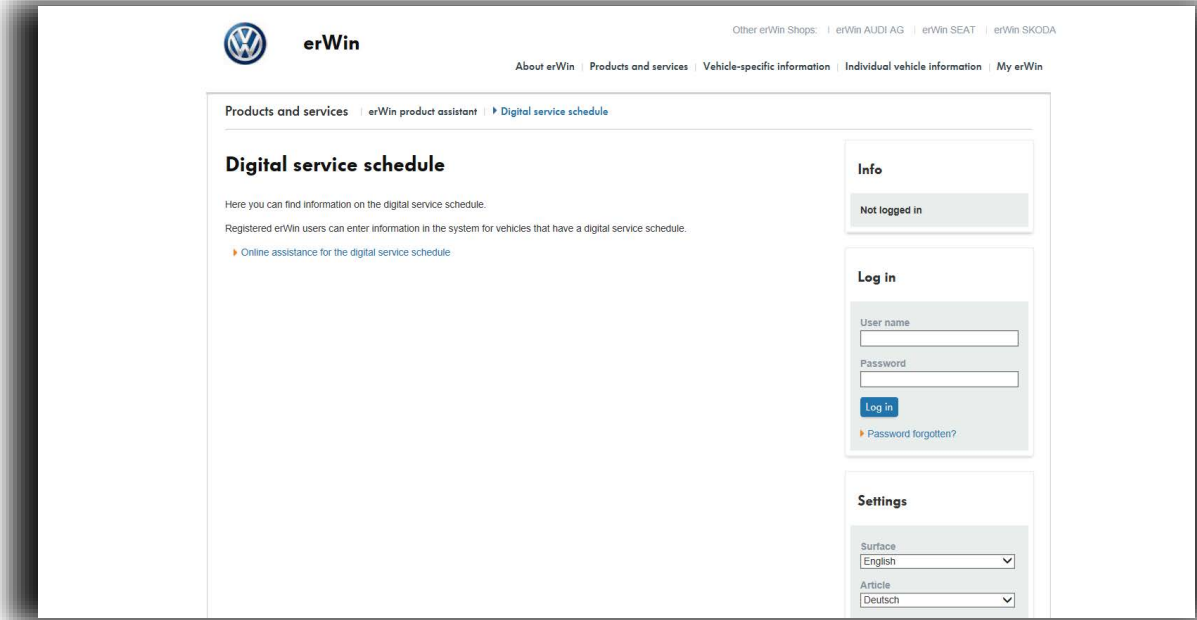 Other erWin Shops: | erWin AUDI AG | erWin SEAT | erWin SKODA
erWin
About erWin | Products and services | Vehicle-specific information | Individual vehicle information | My erWin
Products and services | erWin product assistant | Digital service schedule
Digital service schedule
Here you can find information on the digital service schedule.
Registered erWin users can enter information in the system for vehicles that have a digital service schedule.
Online assistance for the digital service schedule
Info
Not logged in
Log in
User name
Password
Log in
Password forgotten?
Settings
Surface
English
Article
Deutsch